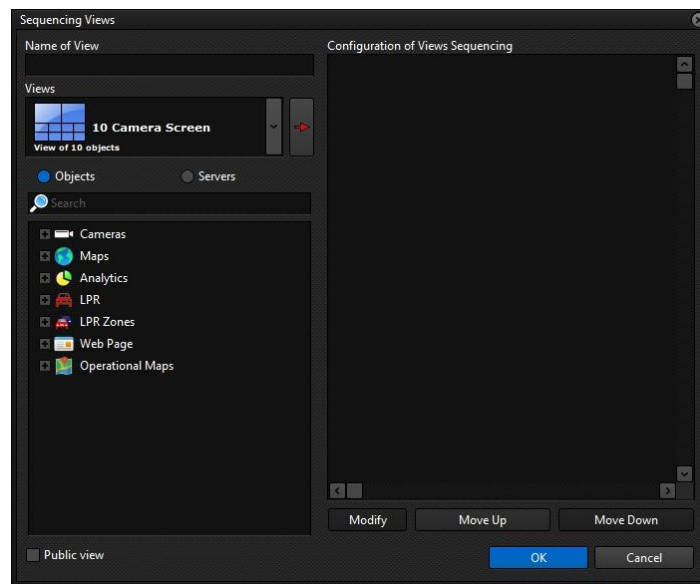 Sequencing Views
Name of View
Configuration of Views Sequencing
Views
10 Camera Screen
View of 10 objects
Objects
Servers
Search
Cameras
Maps
Analytics
LPR
LPR Zones
Web Page
Operational Maps
Modify
Move Up
Move Down
Public view
OK
Cancel